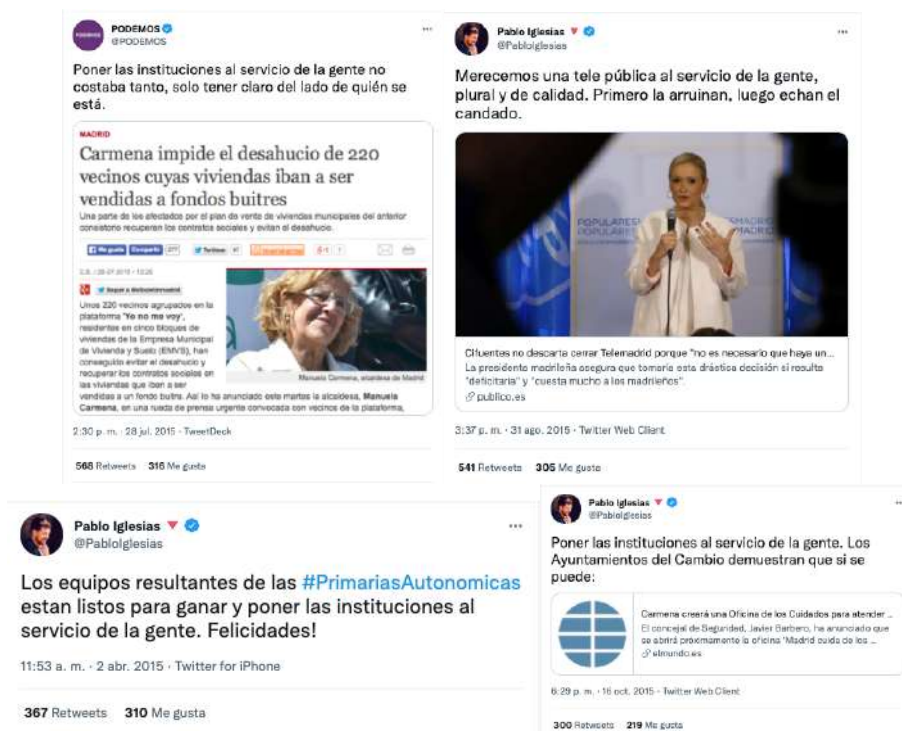 PODEMOS
@PODEMOS
Poner las instituciones al servicio de la gente no
costaba tanto, solo tener claro del lado de quién se
está.
MADRID
Carmena impide el desahucio de 220
vecinos cuyas viviendas iban a ser
vendidas a fondos buitres
Una parte de los afectados por el plan de venta de viviendas municipales del anterior
consistorio recuperen los contratos sociales y evitan el desahucio.
Me gusta Compartir 277 Twittear
Unos 220 vecinos agrupados en la
plataforma 'Yo no me voy',
residentes en cinco bloques de
viviendas de la Empresa Municipal
de Vivienda y Suelo (EMVS), han
conseguido evitar el desahucio y
recuperar los contratos sociales en
las viviendas que iban a ser
Manuela Carmena, alcaldesa de Madrid
vendidas a un fondo buitre. Así lo ha anunciado este martes la alcaldesa, Manuela
Carmena, en una rueda de prensa urgente convocada con vecinos de la plataforma,
2:30 p. m. · 28 jul. 2015 · TweetDeck
568 Retweets 316 Me gusta
Pablo Iglesias
@PabloIglesias
Merecemos una tele pública al servicio de la gente,
plural y de calidad. Primero la arruinan, luego echan el
candado.
POPULARES
POPULARES
MADRID
Cifuentes no descarta cerrar Telemadrid porque "no es necesario que haya un...
La presidenta madrileña asegura que tomaría esta drástica decisión si resulta
"deficitaria" y "cuesta mucho a los madrileños".
publico.es
3:37 p. m. · 31 ago. 2015 · Twitter Web Client
541 Retweets 305 Me gusta
Pablo Iglesias
@PabloIglesias
Los equipos resultantes de las #PrimariasAutonomicas
estan listos para ganar y poner las instituciones al
servicio de la gente. Felicidades!
11:53 a. m. · 2 abr. 2015 · Twitter for iPhone
367 Retweets 310 Me gusta
Pablo Iglesias
@PabloIglesias
Poner las instituciones al servicio de la gente. Los
Ayuntamientos del Cambio demuestran que si se
puede:
Carmena creará una Oficina de los Cuidados para atender ...
El concejal de Seguridad, Javier Barbero, ha anunciado que
se abrirá próximamente la oficina "Madrid cuida de los ...
elmundo.es
6:29 p. m. · 16 oct. 2015 · Twitter Web Client
300 Retweets 219 Me gusta